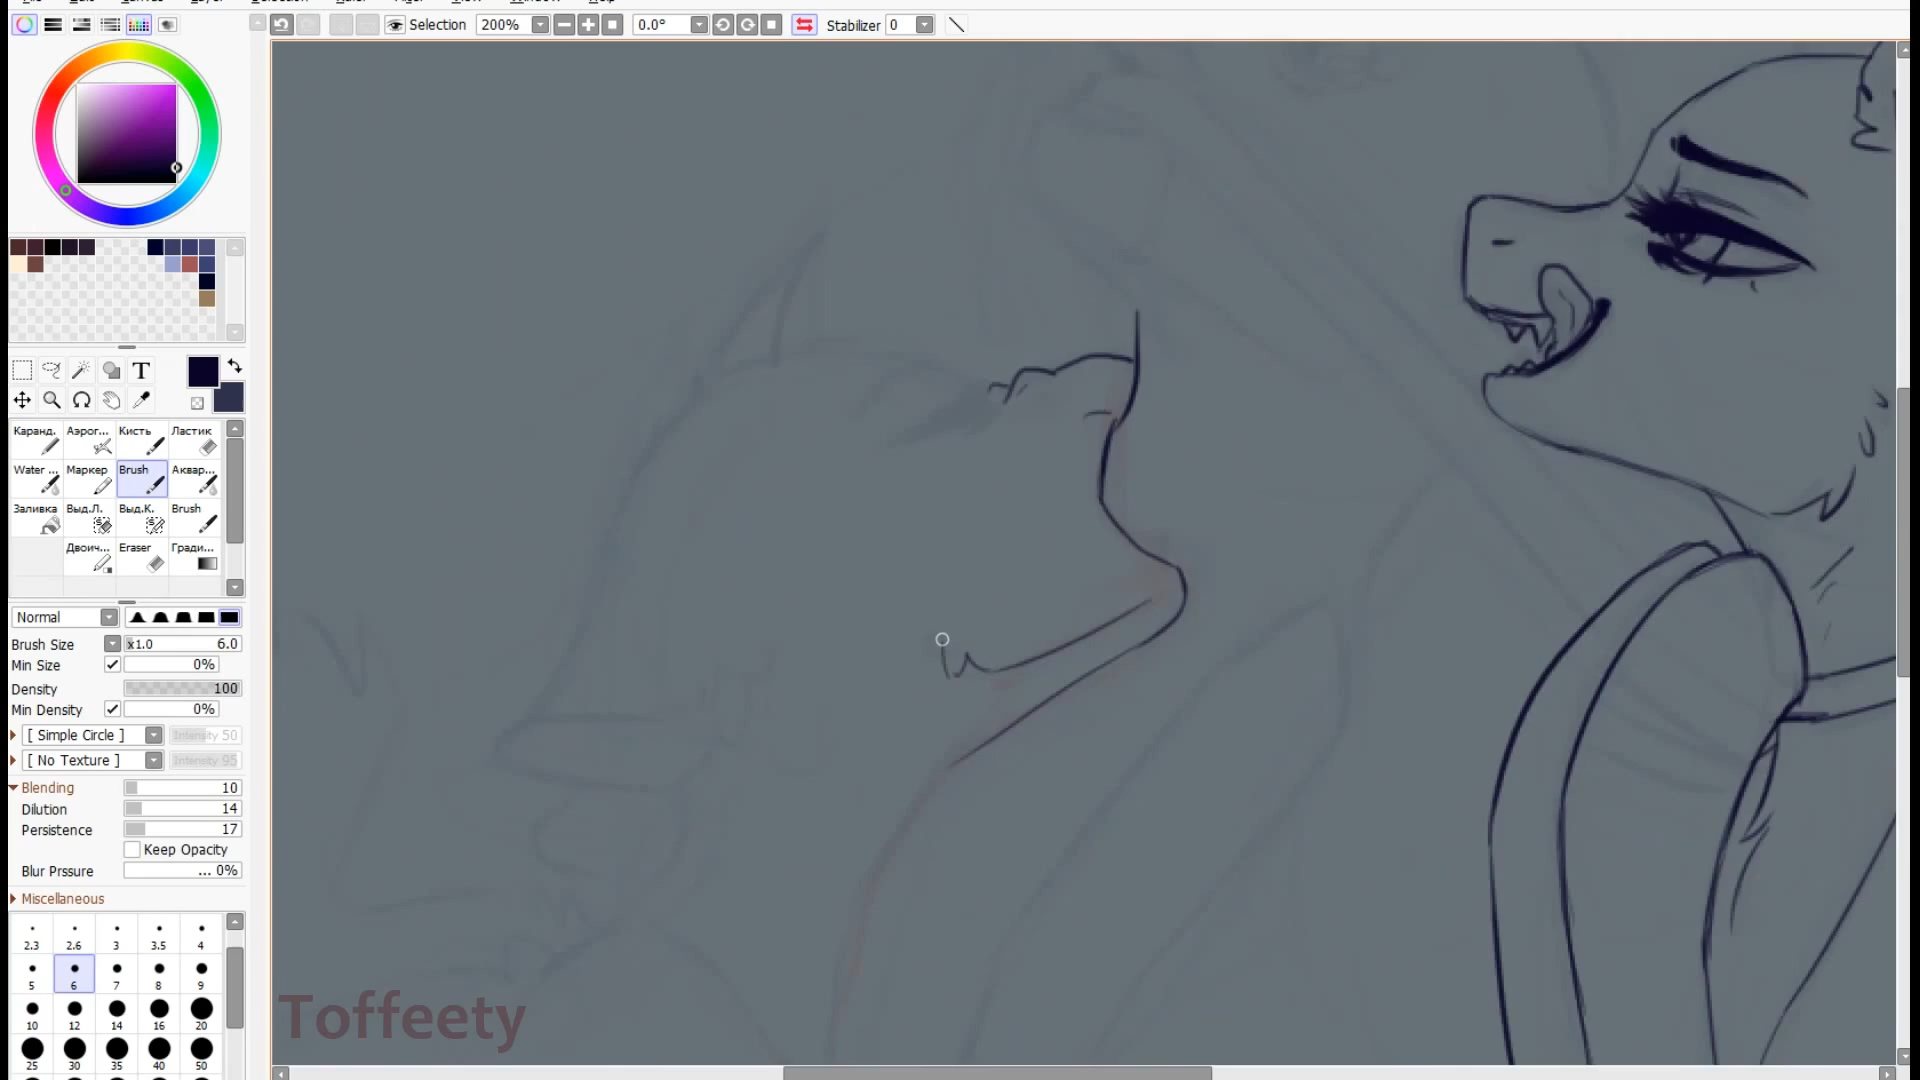 Selection 200% 0.0° Stabilizer 0
T
Каранд. Аэрог... Кисть Ластик
Water ... Маркер Brush Аквар...
Заливка Выд.Л. Выд.К. Brush
Двоич... Eraser Гради...
Normal
Brush Size x1.0 6.0
Min Size 0%
Density 100
Min Density 0%
[ Simple Circle ] Intensity 50
[ No Texture ] Intensity 95
Blending 10
Dilution 14
Persistence 17
Keep Opacity
Blur Prssure ... 0%
Miscellaneous
2.3 2.6 3 3.5 4
5 6 7 8 9
10 12 14 16 20
25 30 35 40 50
Toffeety